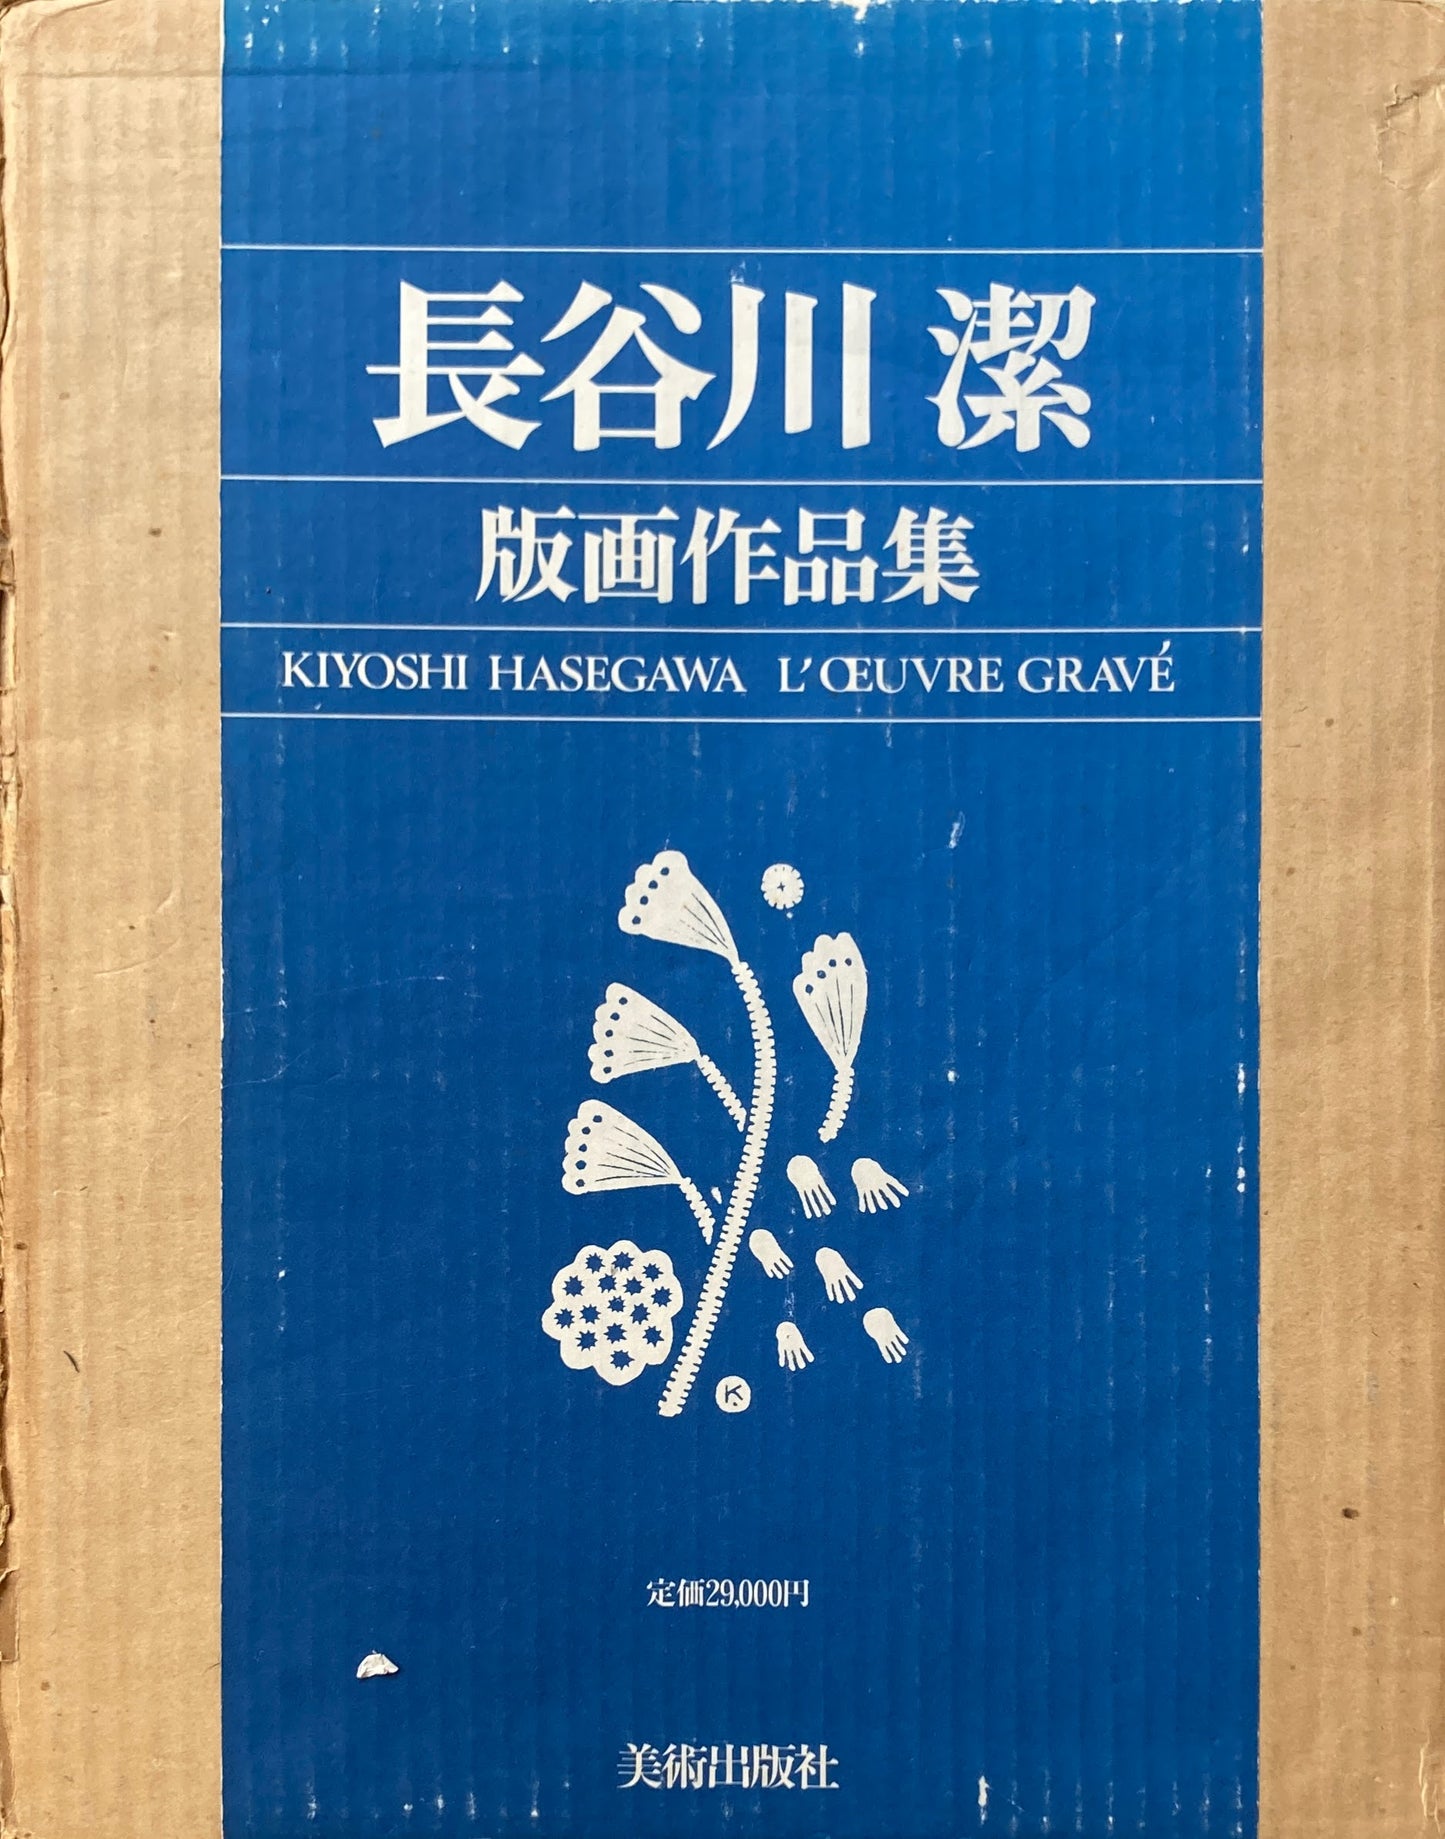 長谷川 潔
版画作品集
KIYOSHI HASEGAWA L'ŒUVRE GRAVÉ
K
定価29,000円
美術出版社